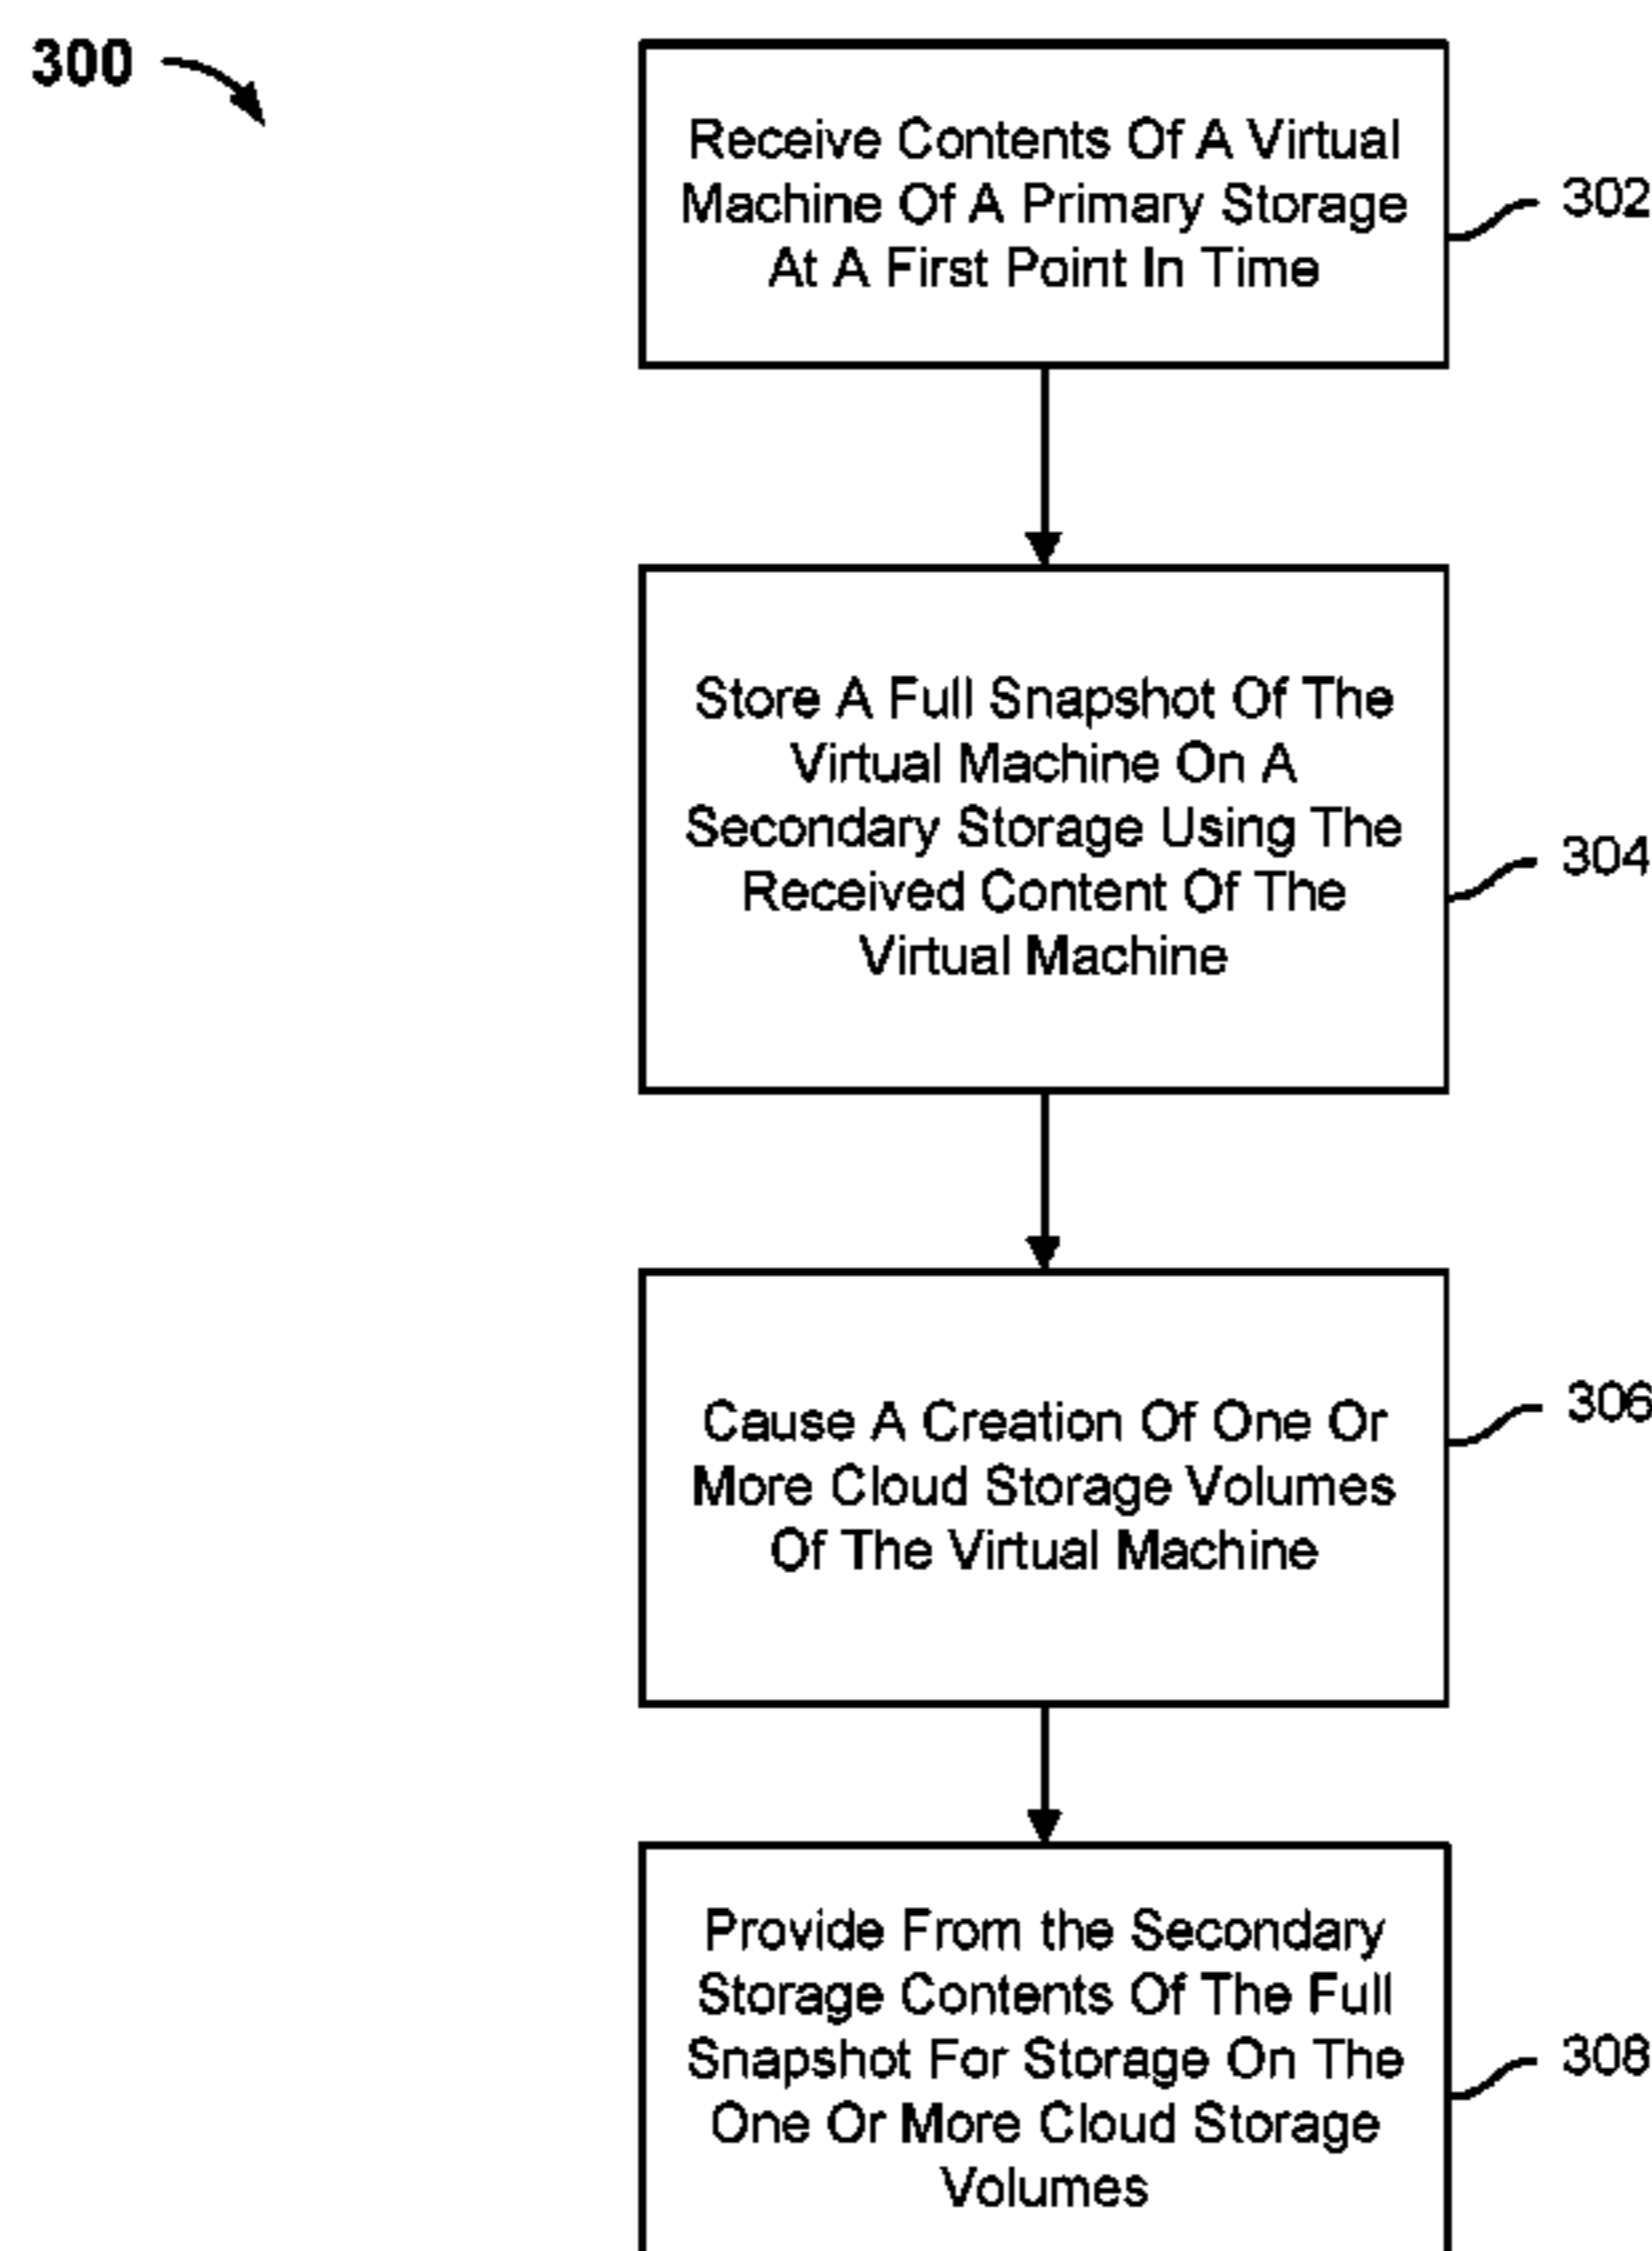 300
Receive Contents Of A Virtual
Machine Of A Primary Storage
At A First Point In Time
302
Store A Full Snapshot Of The
Virtual Machine On A
Secondary Storage Using The
Received Content Of The
Virtual Machine
304
Cause A Creation Of One Or
More Cloud Storage Volumes
Of The Virtual Machine
306
Provide From the Secondary
Storage Contents Of The Full
Snapshot For Storage On The
One Or More Cloud Storage
Volumes
308